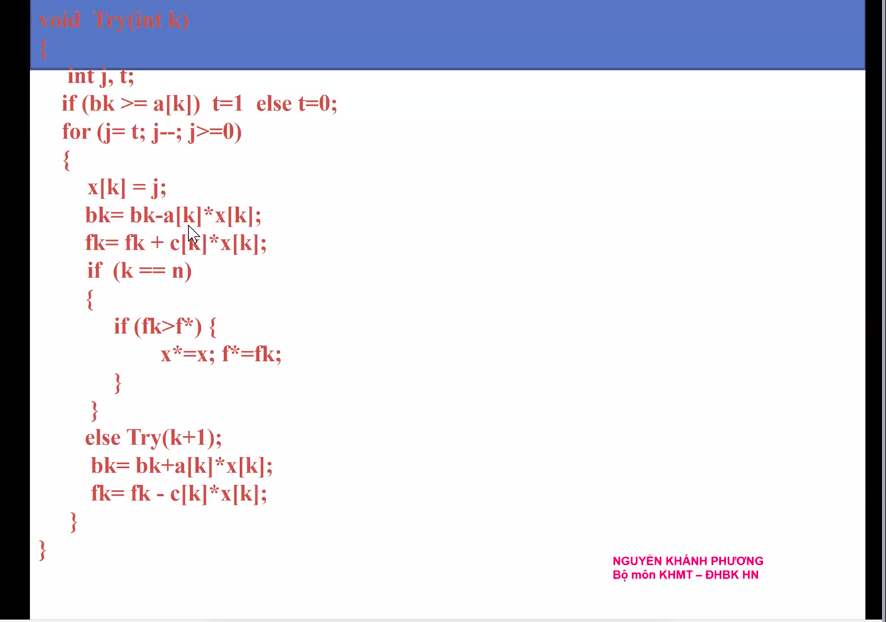 void Try(int k)
{
int j, t;
if (bk >= a[k]) t=1 else t=0;
for (j= t; j--; j>=0)
{
x[k] = j;
bk= bk-a[k]*x[k];
fk= fk + c[k]*x[k];
if (k == n)
{
if (fk>f*) {
x*=x; f*=fk;
}
}
else Try(k+1);
bk= bk+a[k]*x[k];
fk= fk - c[k]*x[k];
}
}
NGUYỄN KHÁNH PHƯƠNG
Bộ môn KHMT – ĐHBK HN